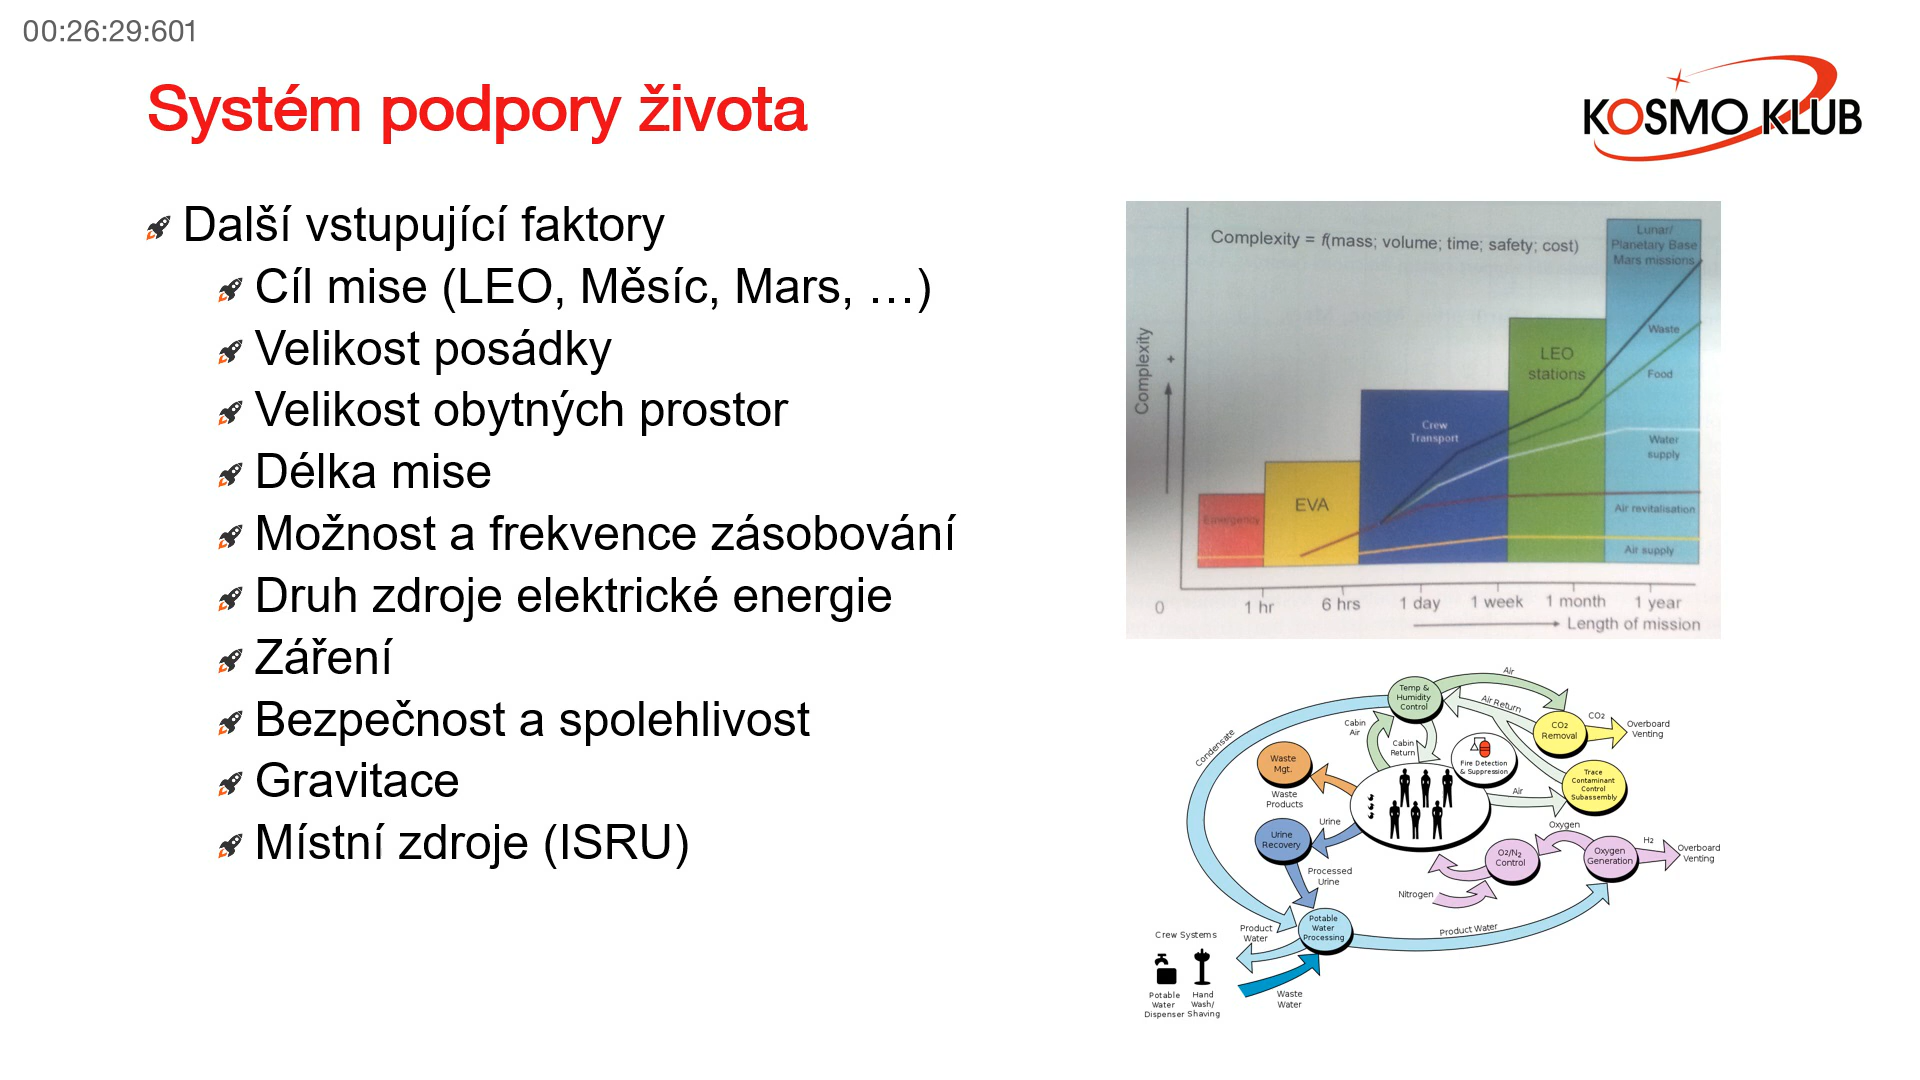 00:26:29:601
Systém podpory života
KOSMO KLUB
Další vstupující faktory
Cíl mise (LEO, Měsíc, Mars, …)
Velikost posádky
Velikost obytných prostor
Délka mise
Možnost a frekvence zásobování
Druh zdroje elektrické energie
Záření
Bezpečnost a spolehlivost
Gravitace
Místní zdroje (ISRU)
Complexity = f(mass; volume; time; safety; cost)
Lunar/
Planetary Base
Mars missions
Complexity
+
Waste
LEO
stations
Food
Crew
Transport
Water
supply
EVA
Emergency
Air revitalisation
Air supply
0
1 hr
6 hrs
1 day
1 week
1 month
1 year
Length of mission
Air
Temp &
Humidity
Control
Air Return
Cabin
Air
Cabin
Return
CO2
Removal
CO2
Overboard
Venting
Condensate
Fire Detection
& Suppression
Waste
Mgt.
Waste
Products
Trace
Contaminant
Control
Subassembly
Air
Urine
Urine
Recovery
Oxygen
O2/N2
Control
Oxygen
Generation
H2
Overboard
Venting
Processed
Urine
Nitrogen
Potable
Water
Processing
Product
Water
Product Water
Crew Systems
Potable
Water
Dispenser
Hand
Wash/
Shaving
Waste
Water